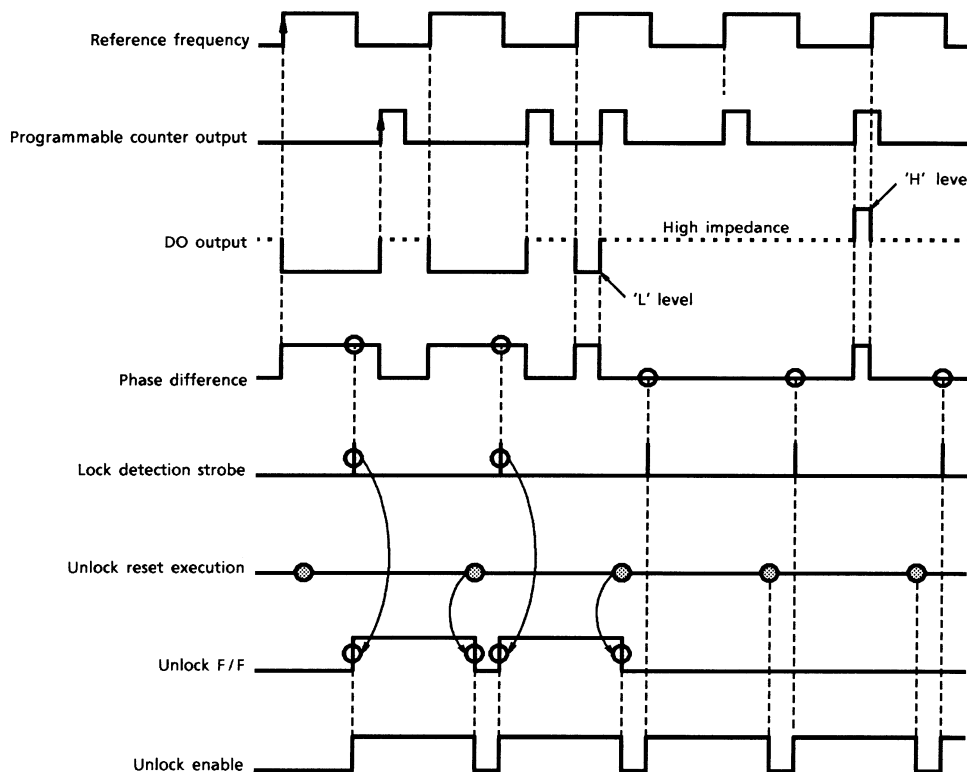 Reference frequency
Programmable counter output
'H' level
High impedance
DO output
'L' level
Phase difference
Lock detection strobe
Unlock reset execution
Unlock F/F
Unlock enable